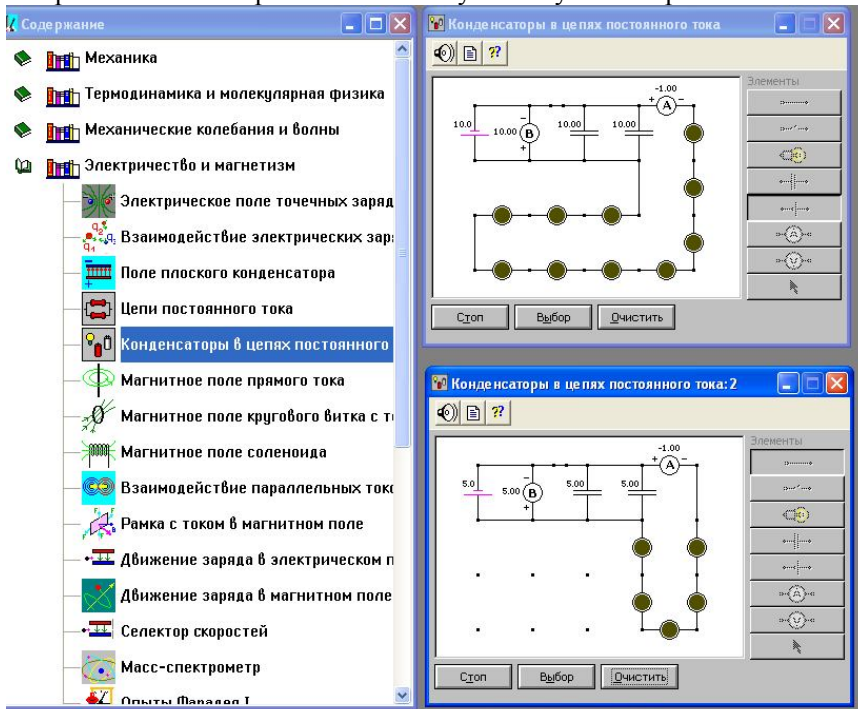 Содержание
Механика
Термодинамика и молекулярная физика
Механические колебания и волны
Электричество и магнетизм
Электрическое поле точечных заряд
Взаимодействие электрических зар
Поле плоского конденсатора
Цепи постоянного тока
Конденсаторы в цепях постоянного
Магнитное поле прямого тока
Магнитное поле кругового витка с т
Магнитное поле соленоида
Взаимодействие параллельных токо
Рамка с током в магнитном поле
Движение заряда в электрическом п
Движение заряда в магнитном поле
Селектор скоростей
Масс-спектрометр
Опыты Фарадея I
Конденсаторы в цепях постоянного тока
??
Элементы
-1.00
+ А -
10.0
10.00
- В +
10.00
10.00
Стоп
Выбор
Очистить
Конденсаторы в цепях постоянного тока: 2
??
Элементы
-1.00
+ А -
5.0
5.00
- В +
5.00
5.00
Стоп
Выбор
Очистить